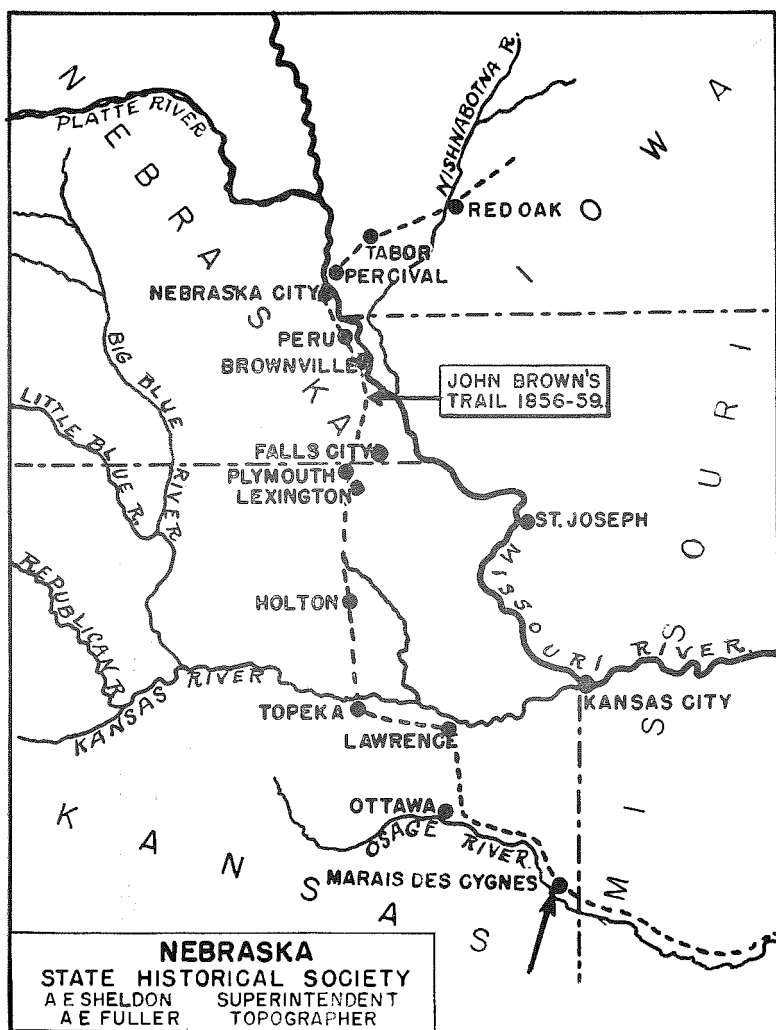 NEBRASKA
IOWA
PLATTE RIVER
NISHNABOTNA R.
RED OAK
TABOR
PERCIVAL
NEBRASKA CITY
PERU
BROWNVILLE
JOHN BROWN'S
TRAIL 1856-59.
BIG BLUE
RIVER
LITTLE BLUE R.
FALLS CITY
PLYMOUTH
LEXINGTON
ST. JOSEPH
MISSOURI RIVER.
REPUBLICAN R.
HOLTON
KANSAS RIVER
TOPEKA
KANSAS CITY
LAWRENCE
MISSOURI
OTTAWA
OSAGE RIVER.
MARAIS DES CYGNES
KANSAS
NEBRASKA
STATE HISTORICAL SOCIETY
A E SHELDON SUPERINTENDENT
A E FULLER TOPOGRAPHER